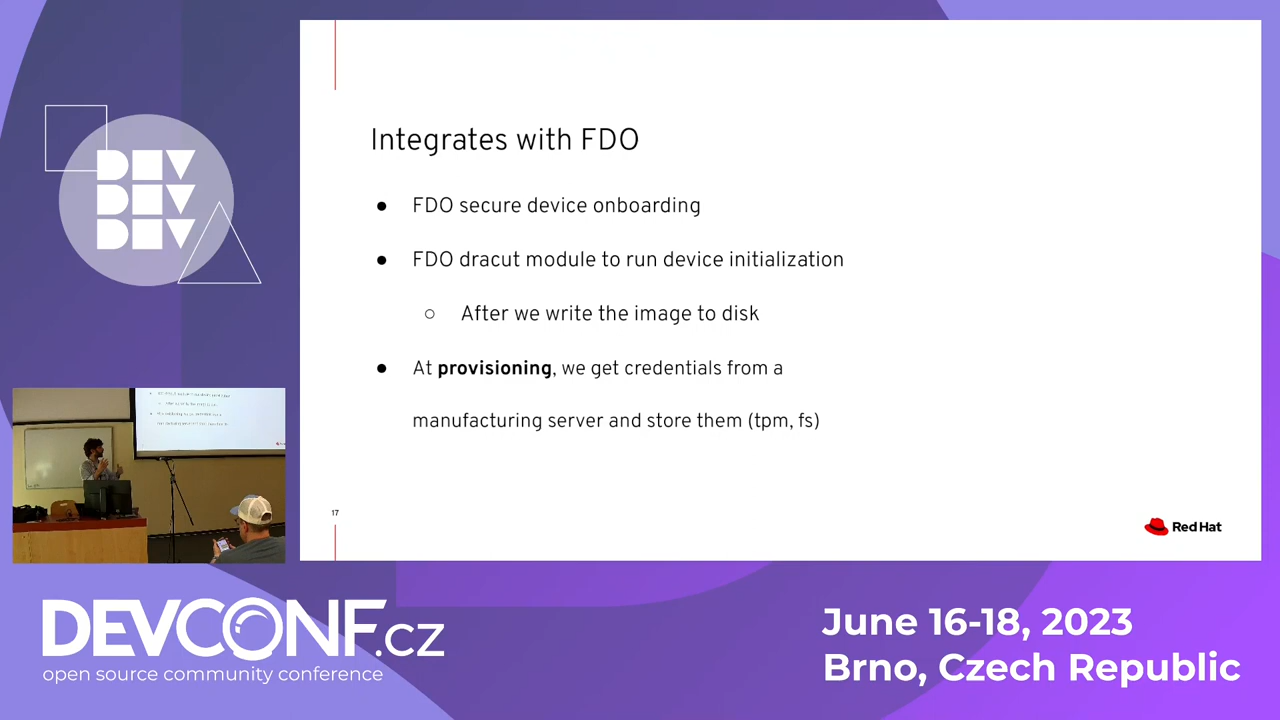 Integrates with FDO
● FDO secure device onboarding
● FDO dracut module to run device initialization
○ After we write the image to disk
● At provisioning, we get credentials from a
manufacturing server and store them (tpm, fs)
17
Red Hat
DEV
DEV
DEV
DEVCONF.cz
open source community conference
June 16-18, 2023
Brno, Czech Republic